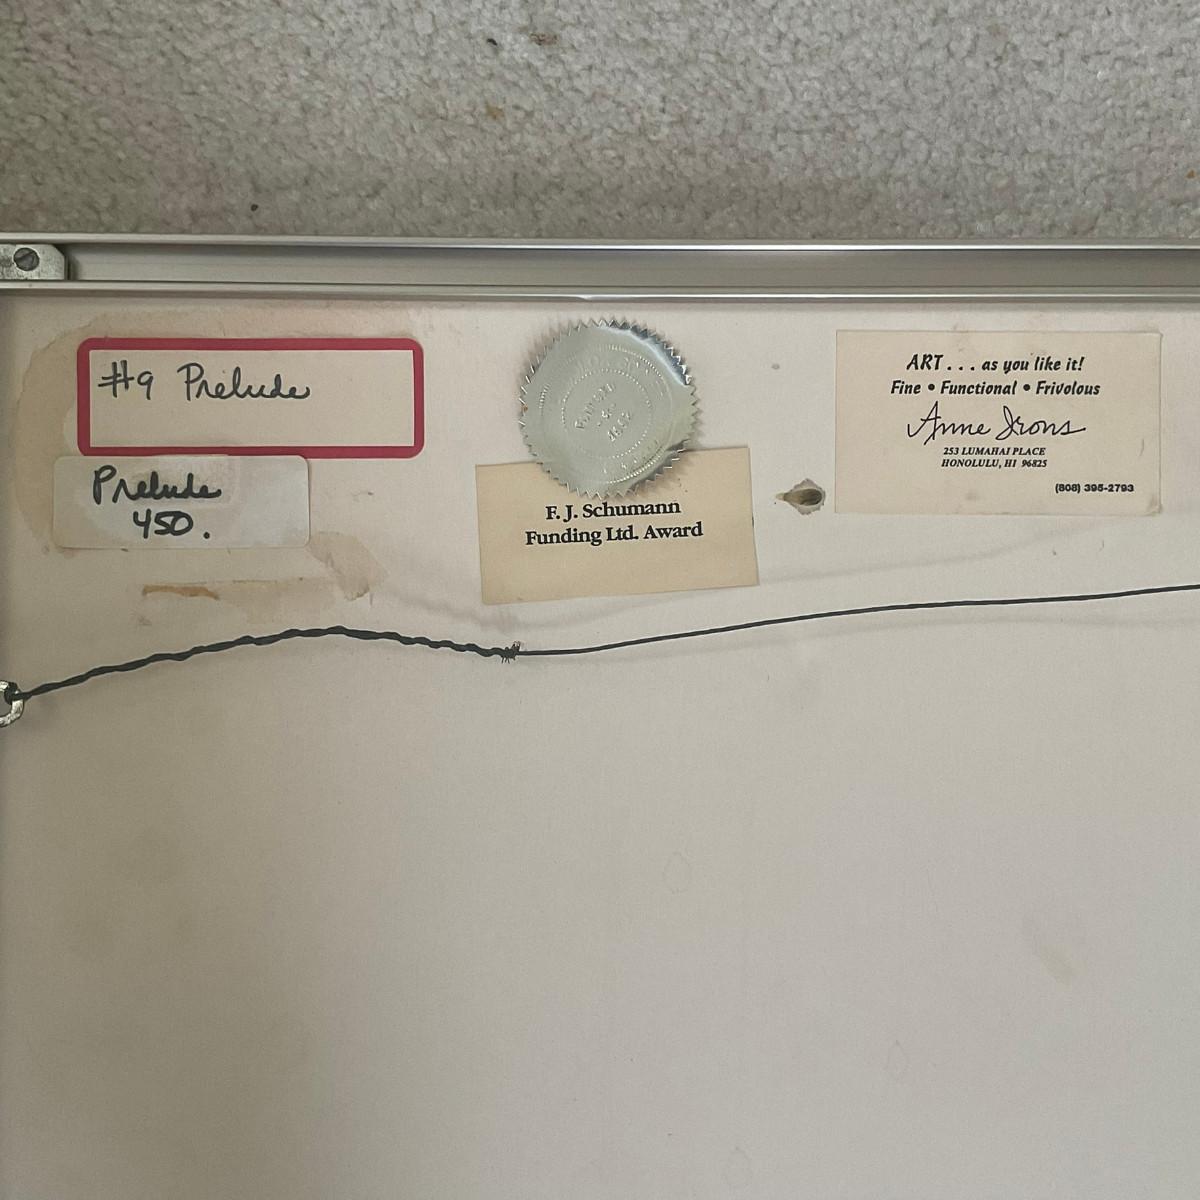 #9 Prelude
Prelude
450.
F. J. Schumann
Funding Ltd. Award
ART . . . as you like it!
Fine • Functional • Frivolous
Anne Irons
253 LUMAHAI PLACE
HONOLULU, HI 96825
(808) 395-2793